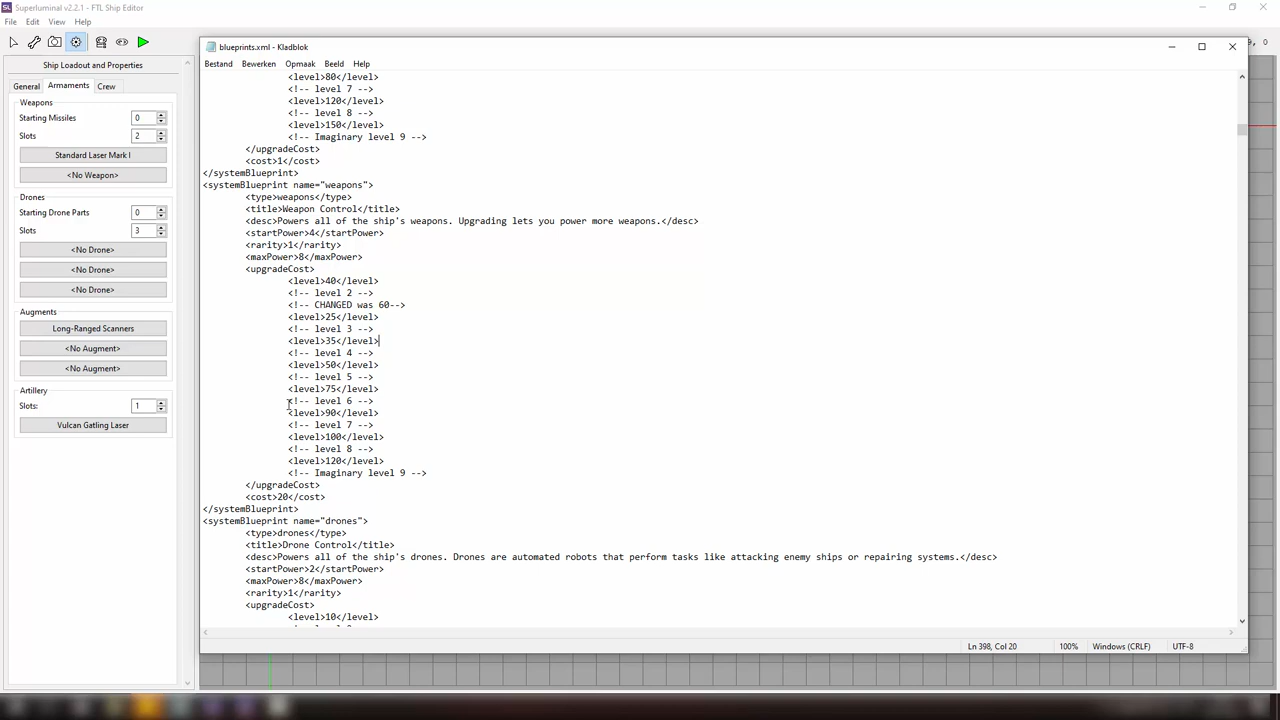 Superluminal v2.2.1 - FTL Ship Editor
File Edit View Help
Ship Loadout and Properties
General Armaments Crew
Weapons
Starting Missiles 0
Slots 2
Standard Laser Mark I
<No Weapon>
Drones
Starting Drone Parts 0
Slots 3
<No Drone>
<No Drone>
<No Drone>
Augments
Long-Ranged Scanners
<No Augment>
<No Augment>
Artillery
Slots: 1
Vulcan Gatling Laser
blueprints.xml - Kladblok
Bestand Bewerken Opmaak Beeld Help
<level>80</level>
<!-- level 7 -->
<level>120</level>
<!-- level 8 -->
<level>150</level>
<!-- Imaginary level 9 -->
</upgradeCost>
<cost>1</cost>
</systemBlueprint>
<systemBlueprint name="weapons">
<type>weapons</type>
<title>Weapon Control</title>
<desc>Powers all of the ship's weapons. Upgrading lets you power more weapons.</desc>
<startPower>4</startPower>
<rarity>1</rarity>
<maxPower>8</maxPower>
<upgradeCost>
<level>40</level>
<!-- level 2 -->
<!-- CHANGED was 60-->
<level>25</level>
<!-- level 3 -->
<level>35</level>
<!-- level 4 -->
<level>50</level>
<!-- level 5 -->
<level>75</level>
<!-- level 6 -->
<level>90</level>
<!-- level 7 -->
<level>100</level>
<!-- level 8 -->
<level>120</level>
<!-- Imaginary level 9 -->
</upgradeCost>
<cost>20</cost>
</systemBlueprint>
<systemBlueprint name="drones">
<type>drones</type>
<title>Drone Control</title>
<desc>Powers all of the ship's drones. Drones are automated robots that perform tasks like attacking enemy ships or repairing systems.</desc>
<startPower>2</startPower>
<maxPower>8</maxPower>
<rarity>1</rarity>
<upgradeCost>
<level>10</level>
Ln 398, Col 20 100% Windows (CRLF) UTF-8